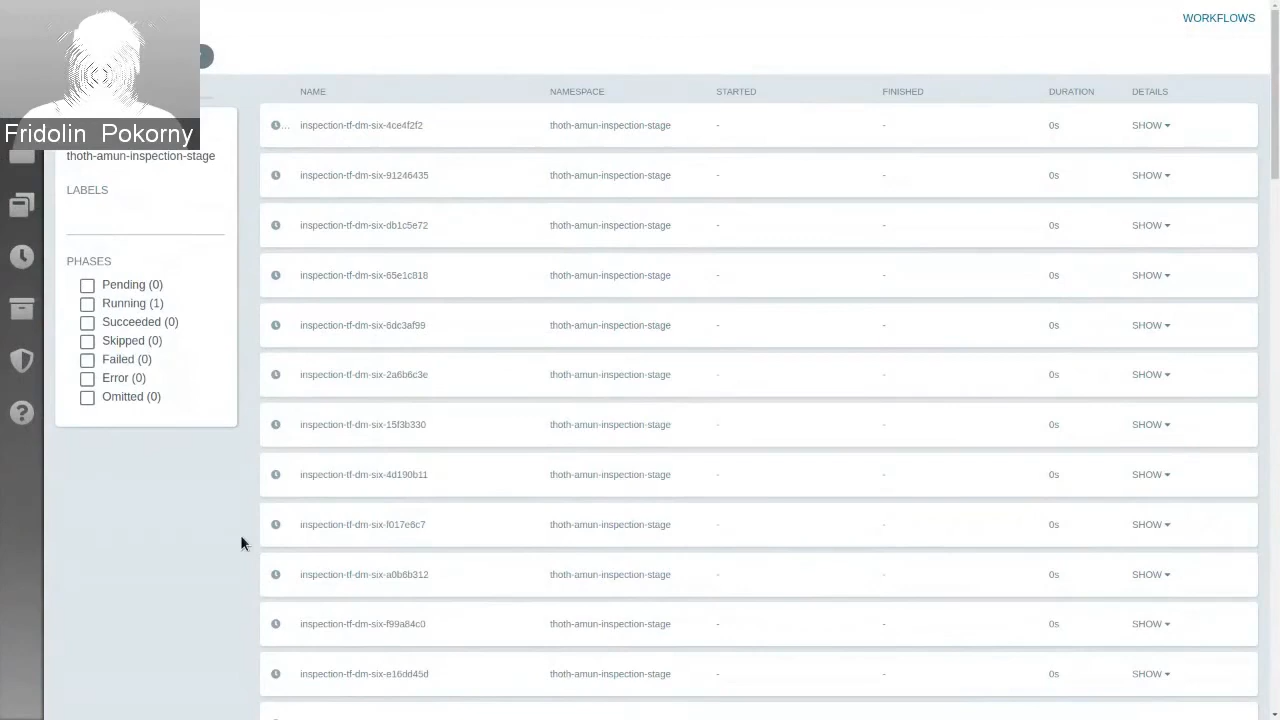 WORKFLOWS
Fridolin Pokorny
thoth-amun-inspection-stage
LABELS
PHASES
Pending (0)
Running (1)
Succeeded (0)
Skipped (0)
Failed (0)
Error (0)
Omitted (0)
NAME NAMESPACE STARTED FINISHED DURATION DETAILS
... inspection-tf-dm-six-4ce4f2f2 thoth-amun-inspection-stage - - 0s SHOW
inspection-tf-dm-six-91246435 thoth-amun-inspection-stage - - 0s SHOW
inspection-tf-dm-six-db1c5e72 thoth-amun-inspection-stage - - 0s SHOW
inspection-tf-dm-six-65e1c818 thoth-amun-inspection-stage - - 0s SHOW
inspection-tf-dm-six-6dc3af99 thoth-amun-inspection-stage - - 0s SHOW
inspection-tf-dm-six-2a6b6c3e thoth-amun-inspection-stage - - 0s SHOW
inspection-tf-dm-six-15f3b330 thoth-amun-inspection-stage - - 0s SHOW
inspection-tf-dm-six-4d190b11 thoth-amun-inspection-stage - - 0s SHOW
inspection-tf-dm-six-f017e6c7 thoth-amun-inspection-stage - - 0s SHOW
inspection-tf-dm-six-a0b6b312 thoth-amun-inspection-stage - - 0s SHOW
inspection-tf-dm-six-f99a84c0 thoth-amun-inspection-stage - - 0s SHOW
inspection-tf-dm-six-e16dd45d thoth-amun-inspection-stage - - 0s SHOW